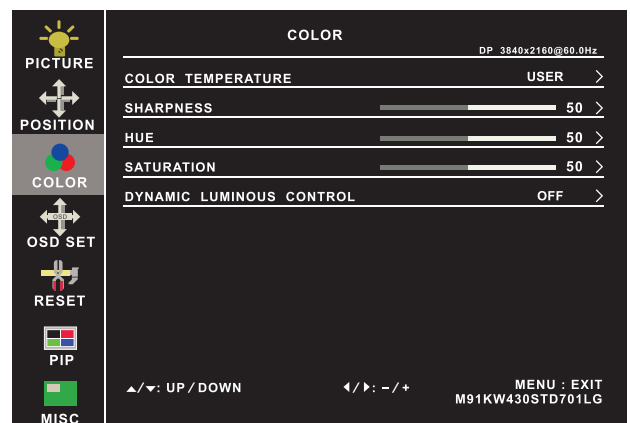 COLOR
DP 3840x2160@60.0Hz
PICTURE
COLOR TEMPERATURE USER
SHARPNESS 50
POSITION
HUE 50
SATURATION 50
COLOR
DYNAMIC LUMINOUS CONTROL OFF
OSD
OSD SET
RESET
PIP
▲/▼: UP / DOWN ◀/▶: – / + MENU : EXIT
M91KW430STD701LG
MISC